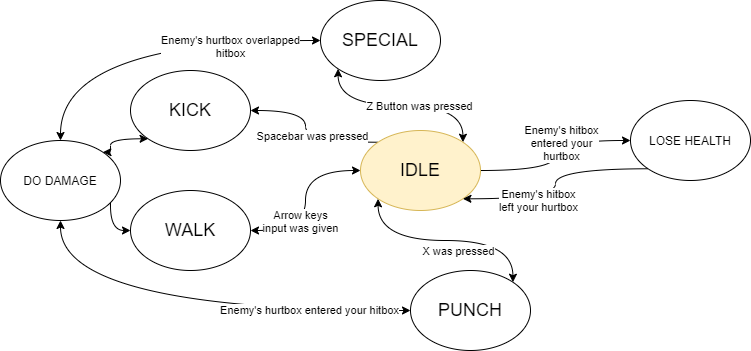 Enemy's hurtbox overlapped
hitbox
SPECIAL
KICK
Z Button was pressed
Spacebar was pressed
Enemy's hitbox
entered your
hurtbox
LOSE HEALTH
DO DAMAGE
IDLE
Enemy's hitbox
left your hurtbox
WALK
Arrow keys
input was given
X was pressed
Enemy's hurtbox entered your hitbox
PUNCH